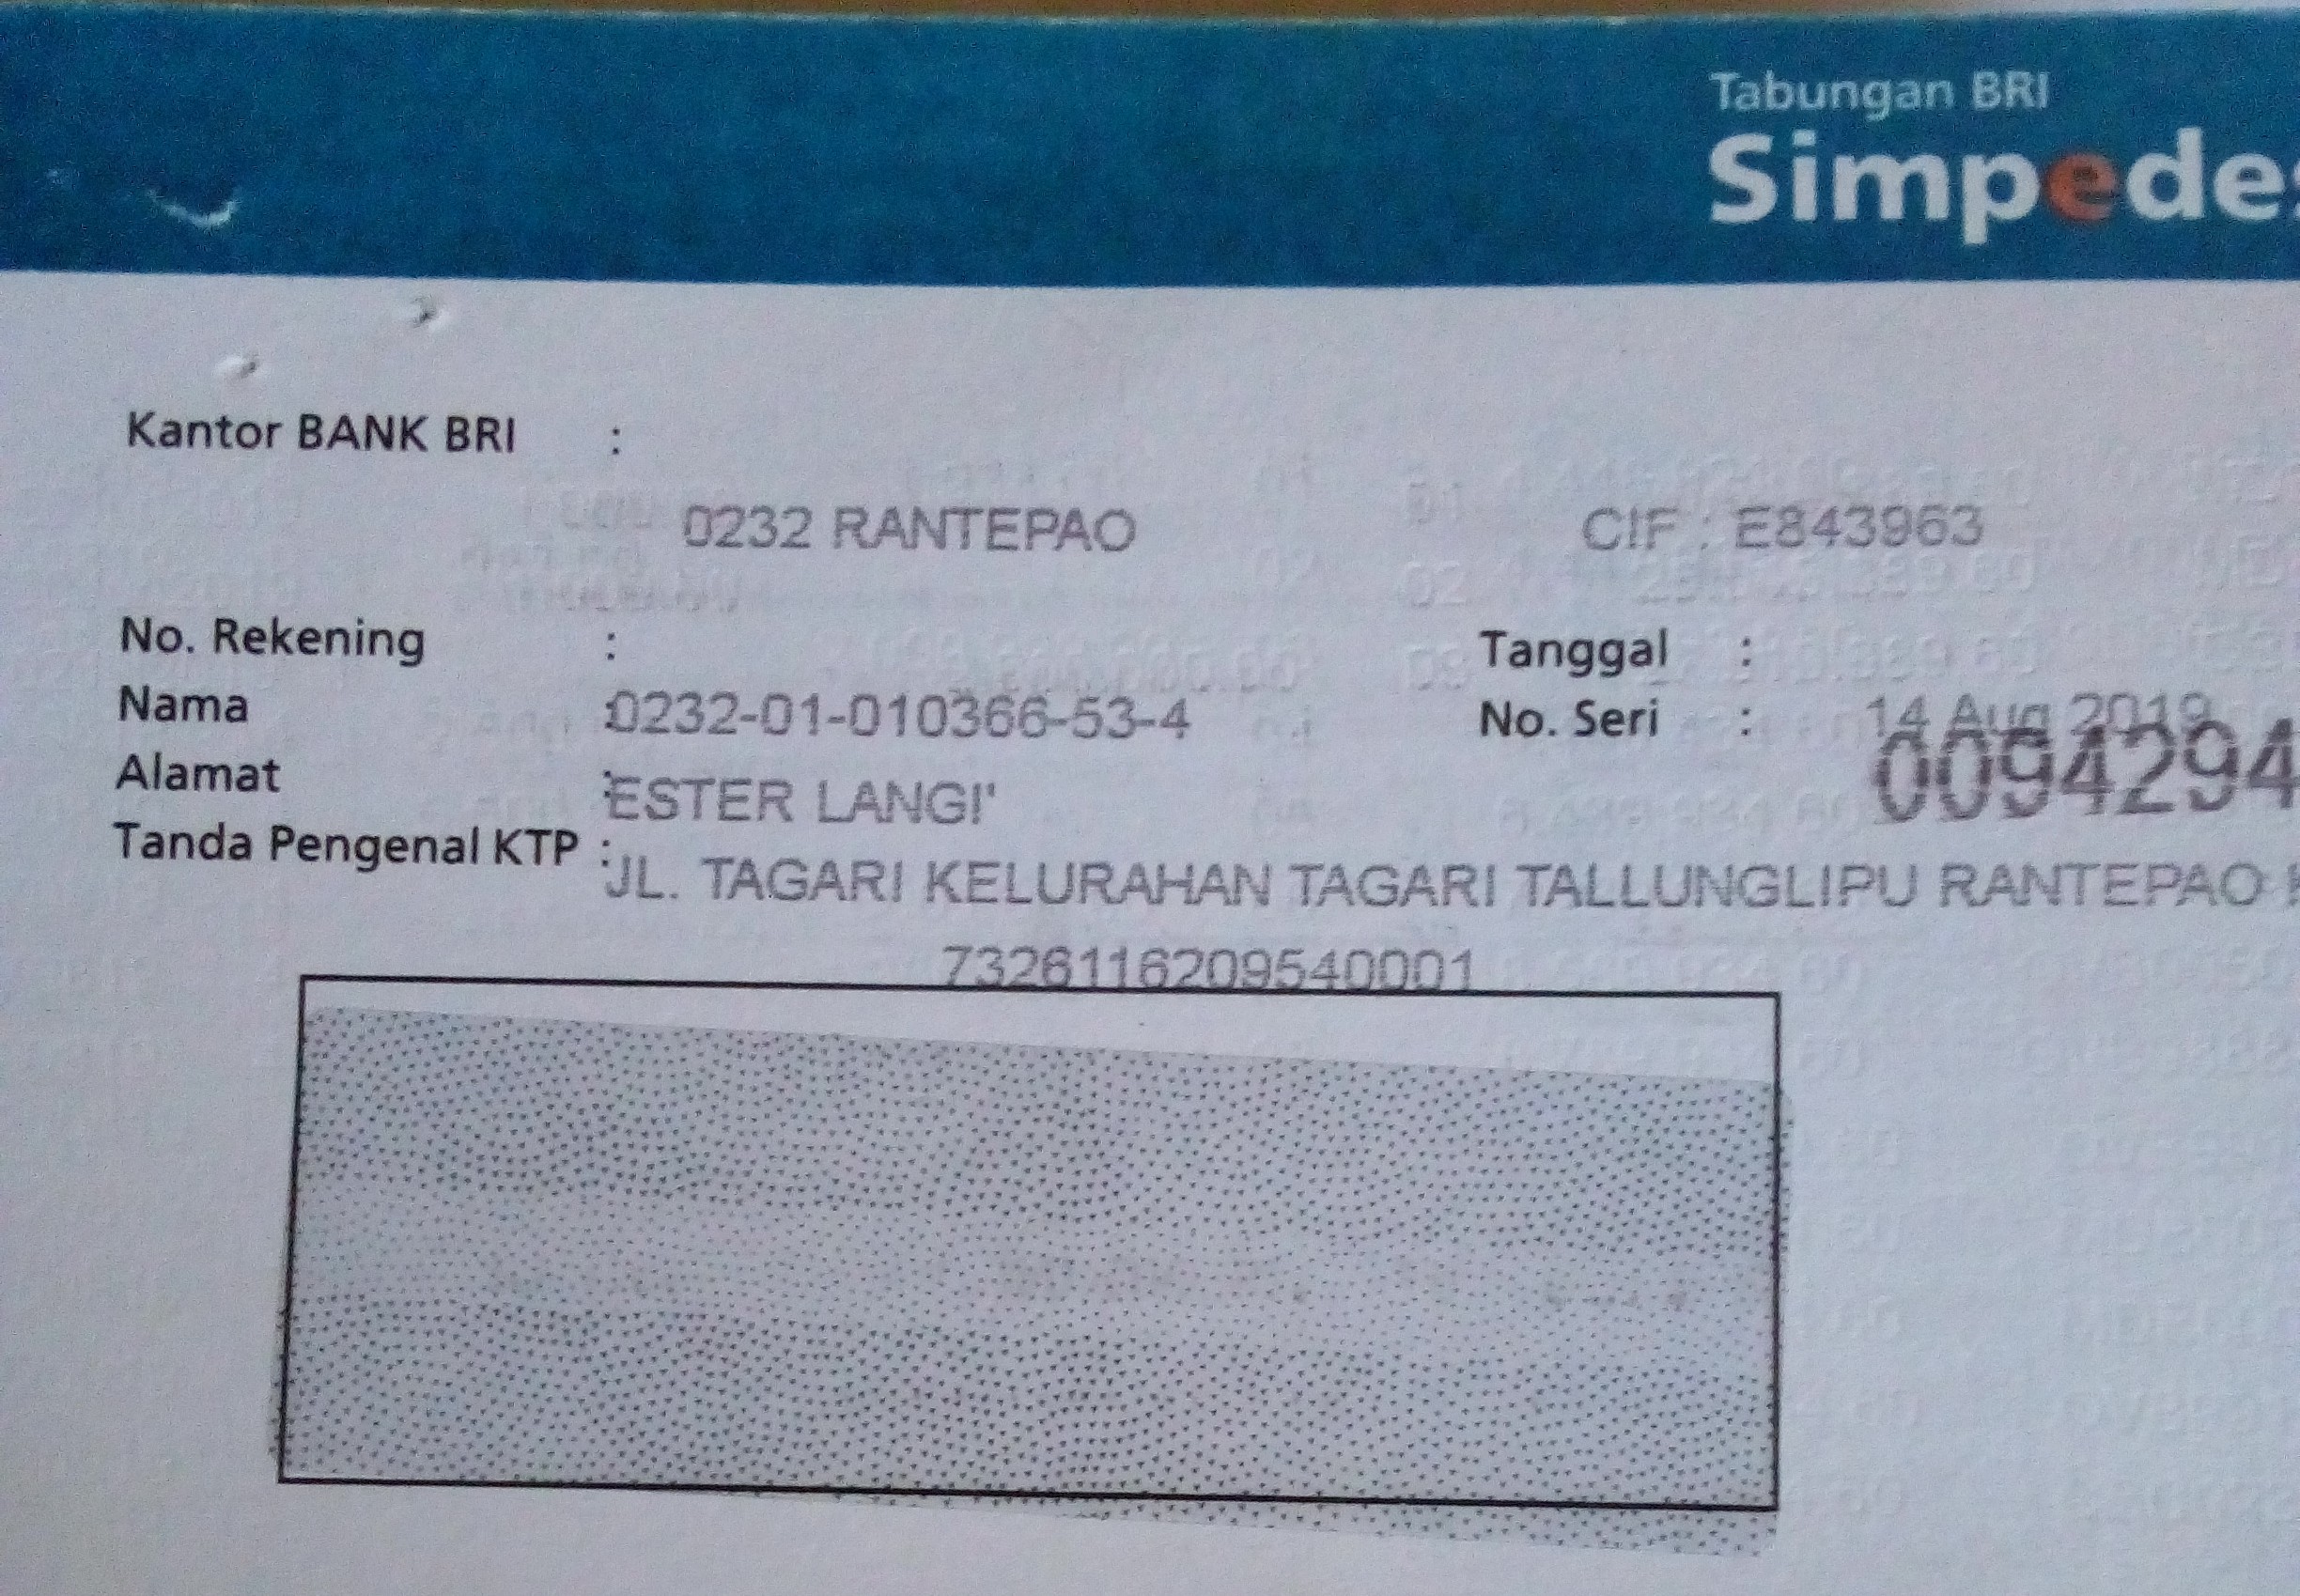 Tabungan BRI
Simpedes
Kantor BANK BRI :
0232 RANTEPAO CIF : E843963
No. Rekening : Tanggal :
Nama : 0232-01-010366-53-4 No. Seri : 14 Aug 2019
Alamat : ESTER LANGI' 0094294
Tanda Pengenal KTP : JL. TAGARI KELURAHAN TAGARI TALLUNGLIPU RANTEPAO
7326116209540001